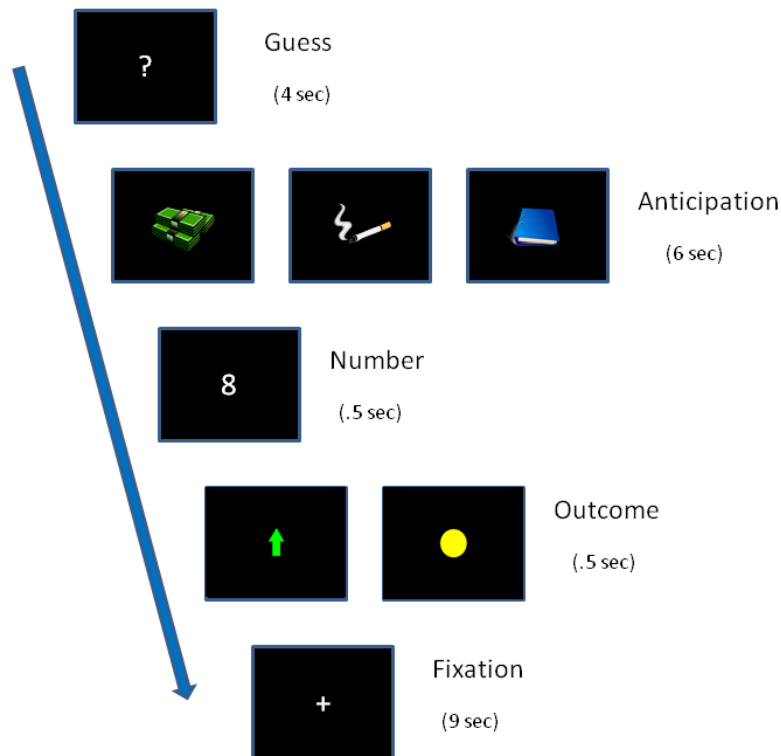 ?
Guess
(4 sec)
Anticipation
(6 sec)
8
Number
(.5 sec)
Outcome
(.5 sec)
+
Fixation
(9 sec)